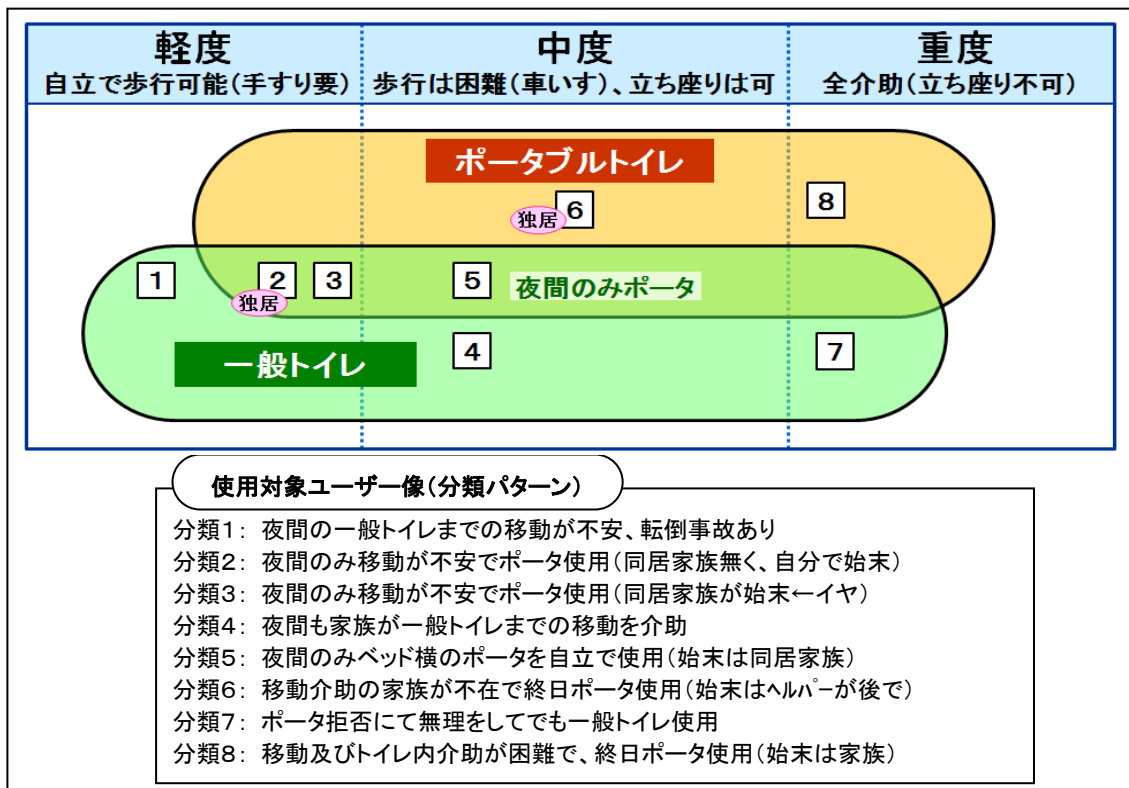 軽度
自立で歩行可能(手すり要)
中度
歩行は困難(車いす)、立ち座りは可
重度
全介助(立ち座り不可)
ポータブルトイレ
6
独居
8
1
2
独居
3
5
夜間のみポータ
一般トイレ
4
7
使用対象ユーザー像(分類パターン)
分類1: 夜間の一般トイレまでの移動が不安、転倒事故あり
分類2: 夜間のみ移動が不安でポータ使用(同居家族無く、自分で始末)
分類3: 夜間のみ移動が不安でポータ使用(同居家族が始末←イヤ)
分類4: 夜間も家族が一般トイレまでの移動を介助
分類5: 夜間のみベッド横のポータを自立で使用(始末は同居家族)
分類6: 移動介助の家族が不在で終日ポータ使用(始末はヘルパーが後で)
分類7: ポータ拒否にて無理をしてでも一般トイレ使用
分類8: 移動及びトイレ内介助が困難で、終日ポータ使用(始末は家族)